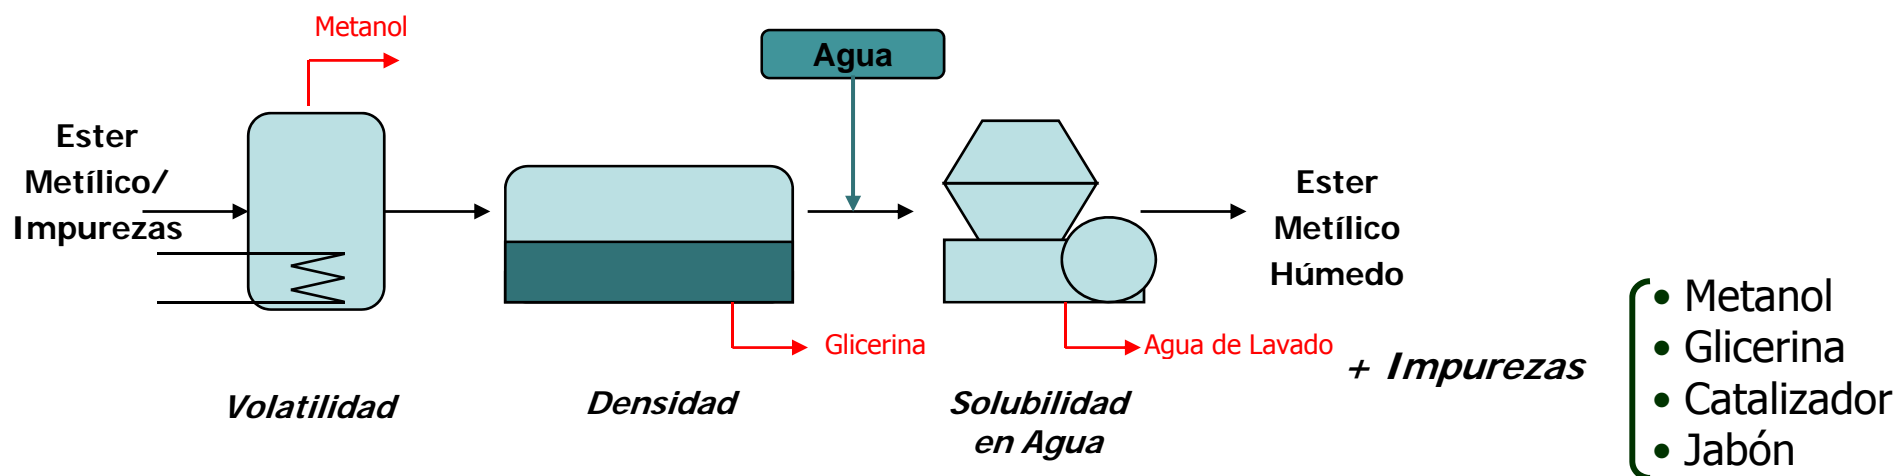 Metanol
Agua
Ester
Metílico/
Impurezas
Ester
Metílico
Húmedo
Glicerina
Agua de Lavado
+ Impurezas
• Metanol
• Glicerina
• Catalizador
• Jabón
Volatilidad
Densidad
Solubilidad
en Agua